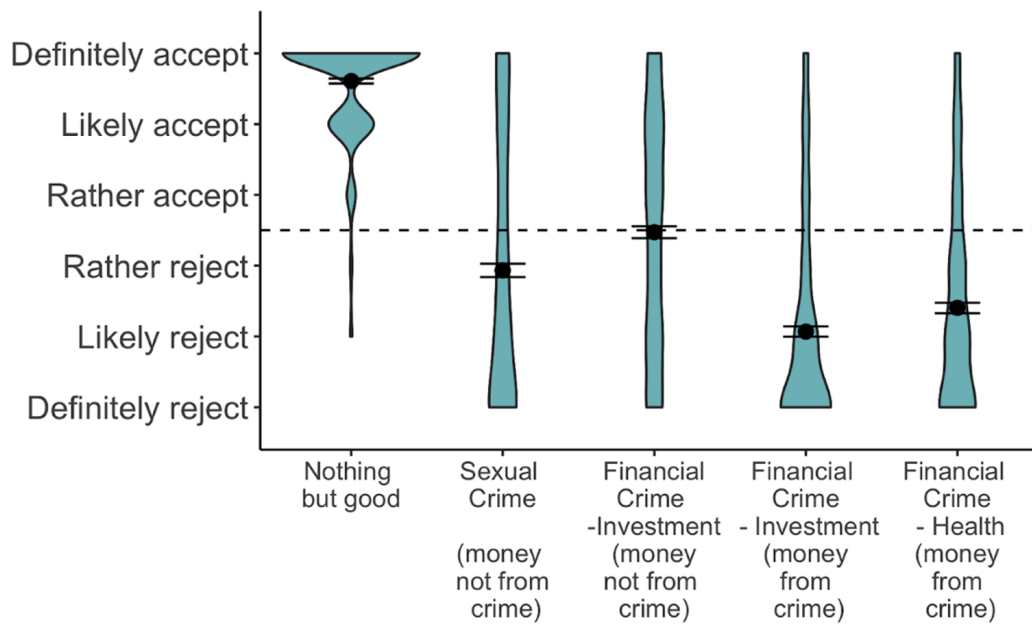 Definitely accept
Likely accept
Rather accept
Rather reject
Likely reject
Definitely reject
Nothing
but good
Sexual
Crime
(money
not from
crime)
Financial
Crime
-Investment
(money
not from
crime)
Financial
Crime
- Investment
(money
from
crime)
Financial
Crime
- Health
(money
from
crime)